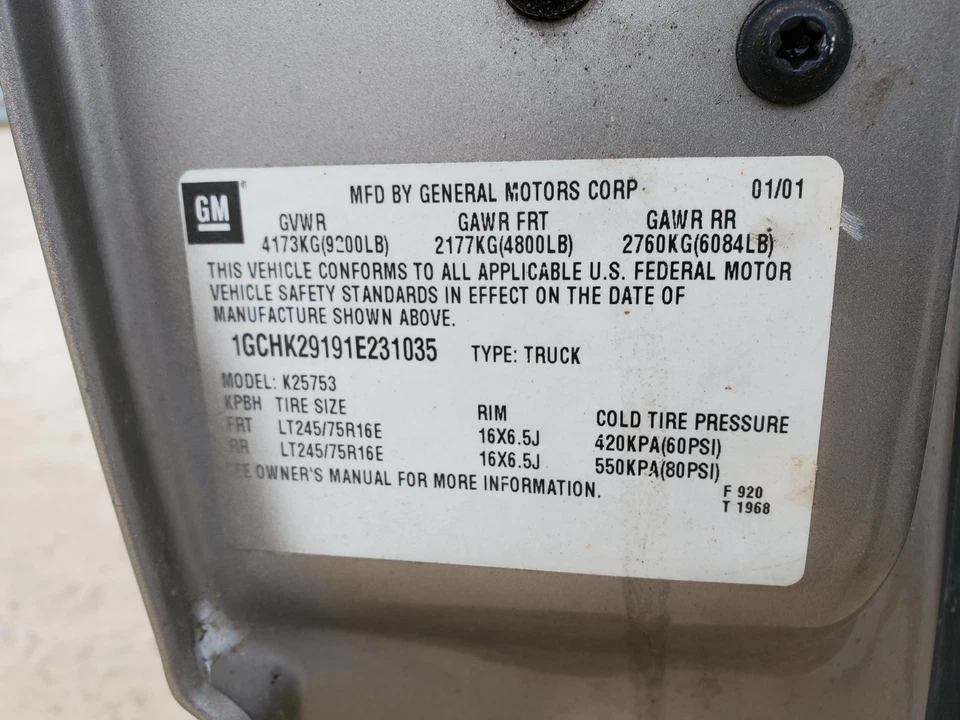 GM
MFD BY GENERAL MOTORS CORP 01/01
GVWR GAWR FRT GAWR RR
4173KG(9200LB) 2177KG(4800LB) 2760KG(6084LB)
THIS VEHICLE CONFORMS TO ALL APPLICABLE U.S. FEDERAL MOTOR
VEHICLE SAFETY STANDARDS IN EFFECT ON THE DATE OF
MANUFACTURE SHOWN ABOVE.
1GCHK29191E231035 TYPE: TRUCK
MODEL: K25753
KPBH TIRE SIZE RIM COLD TIRE PRESSURE
FRT LT245/75R16E 16X6.5J 420KPA(60PSI)
RR LT245/75R16E 16X6.5J 550KPA(80PSI)
OWNER'S MANUAL FOR MORE INFORMATION.
F 920
T 1968